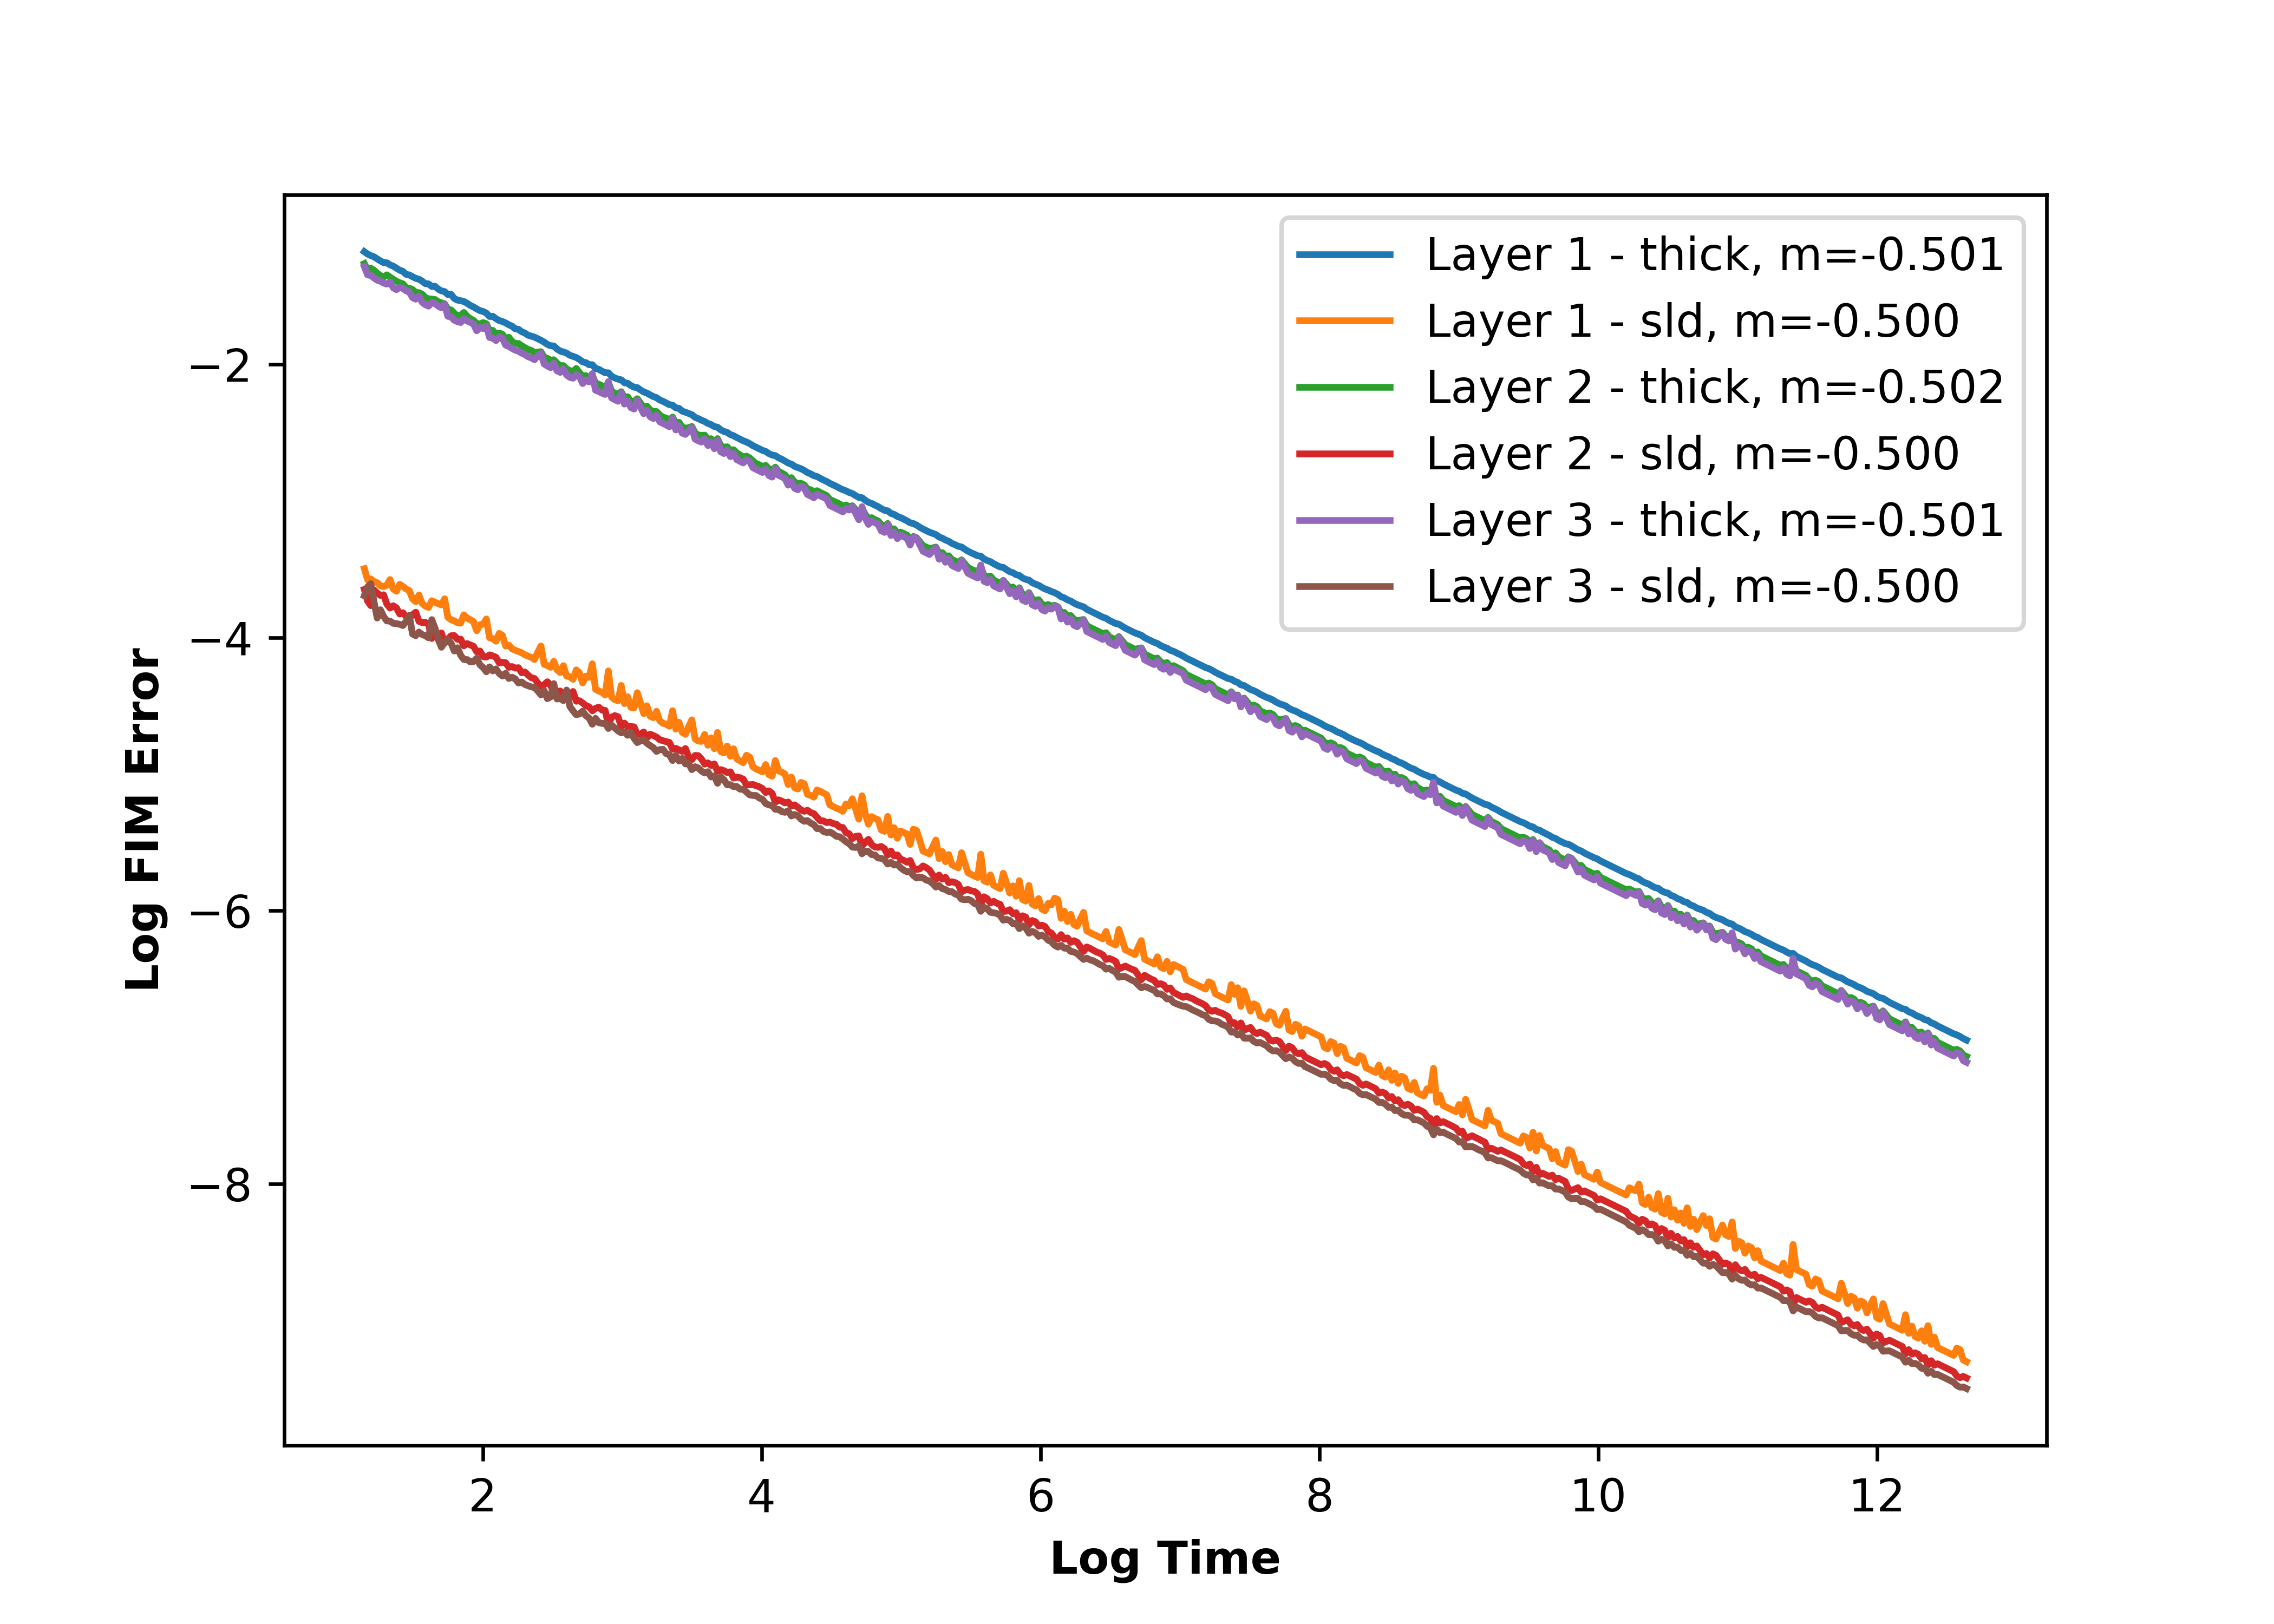 Layer 1 - thick, m=-0.501
Layer 1 - sld, m=-0.500
Layer 2 - thick, m=-0.502
Layer 2 - sld, m=-0.500
Layer 3 - thick, m=-0.501
Layer 3 - sld, m=-0.500
−2
−4
−6
−8
Log FIM Error
2 4 6 8 10 12
Log Time